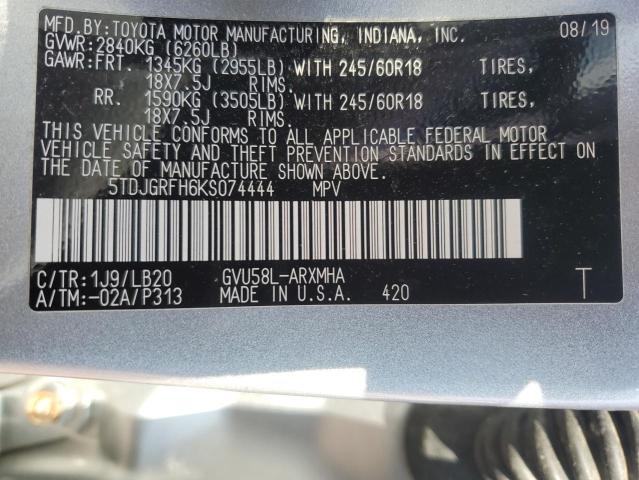 MFD.BY:TOYOTA MOTOR MANUFACTURING, INDIANA, INC. 08/19
GVWR:2840KG (6260LB)
GAWR:FRT. 1345KG (2955LB) WITH 245/60R18 TIRES,
18X7.5J RIMS.
RR. 1590KG (3505LB) WITH 245/60R18 TIRES,
18X7.5J RIMS.
THIS VEHICLE CONFORMS TO ALL APPLICABLE FEDERAL MOTOR
VEHICLE SAFETY AND THEFT PREVENTION STANDARDS IN EFFECT ON
THE DATE OF MANUFACTURE SHOWN ABOVE.
5TDJGRFH6KS074444 MPV
C/TR:1J9/LB20 GVU58L-ARXMHA
A/TM:-02A/P313 MADE IN U.S.A. 420 T